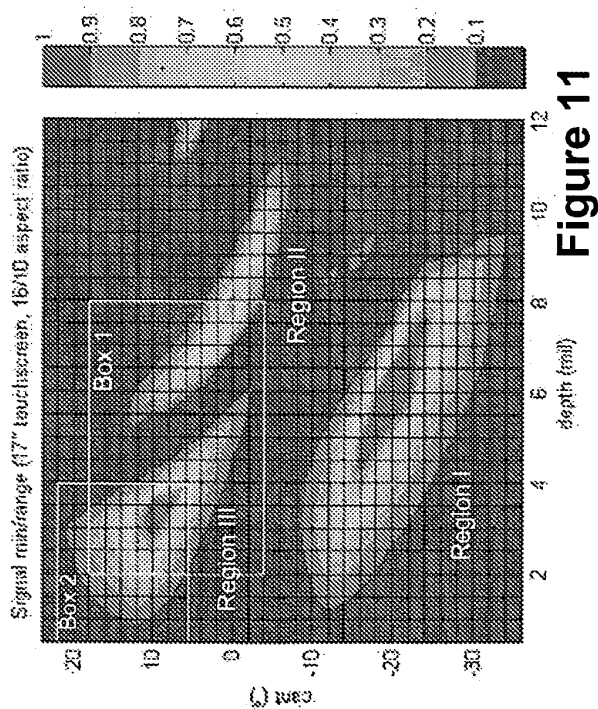 Signal min/range (17" touchscreen, 16/10 aspect ratio)
Box 2
Box 1
Region III
Region II
Region I
20
10
0
-10
-20
-30
cant (°)
2
4
6
8
10
12
depth (mil)
1
0.9
0.8
0.7
0.6
0.5
0.4
0.3
0.2
0.1
Figure 11